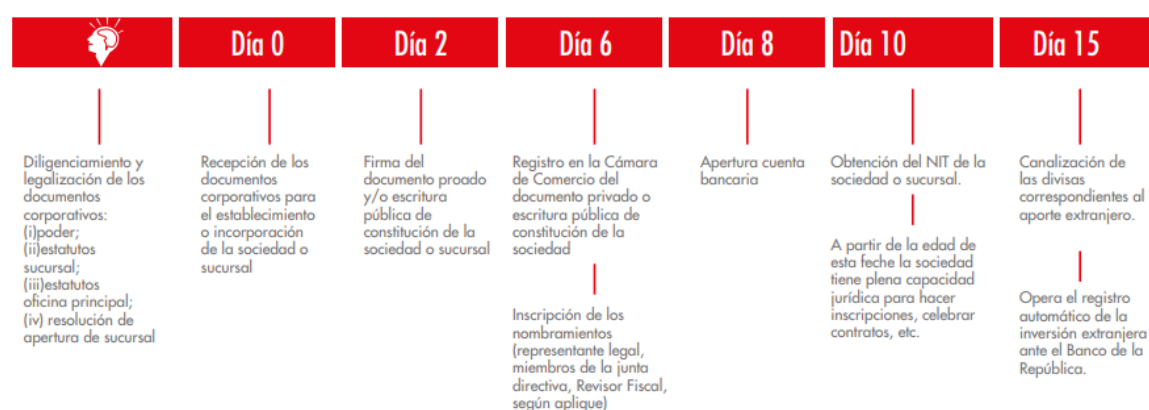 Día 0
Día 2
Día 6
Día 8
Día 10
Día 15
Diligenciamiento y
legalización de los
documentos
corporativos:
(i)poder;
(ii)estatutos
sucursal;
(iii)estatutos
oficina principal;
(iv) resolución de
apertura de sucursal
Recepción de los
documentos
corporativos para
el establecimiento
o incorporación
de la sociedad o
sucursal
Firma del
documento proado
y/o escritura
pública de
constitución de la
sociedad o sucursal
Registro en la Cámara
de Comercio del
documento privado o
escritura pública de
constitución de la
sociedad
Inscripción de los
nombramientos
(representante legal,
miembros de la junta
directiva, Revisor Fiscal,
según aplique)
Apertura cuenta
bancaria
Obtención del NIT de la
sociedad o sucursal.
A partir de la edad de
esta feche la sociedad
tiene plena capacidad
jurídica para hacer
inscripciones, celebrar
contratos, etc.
Canalización de
las divisas
correspondientes al
aporte extranjero.
Opera el registro
automático de la
inversión extranjera
ante el Banco de la
República.